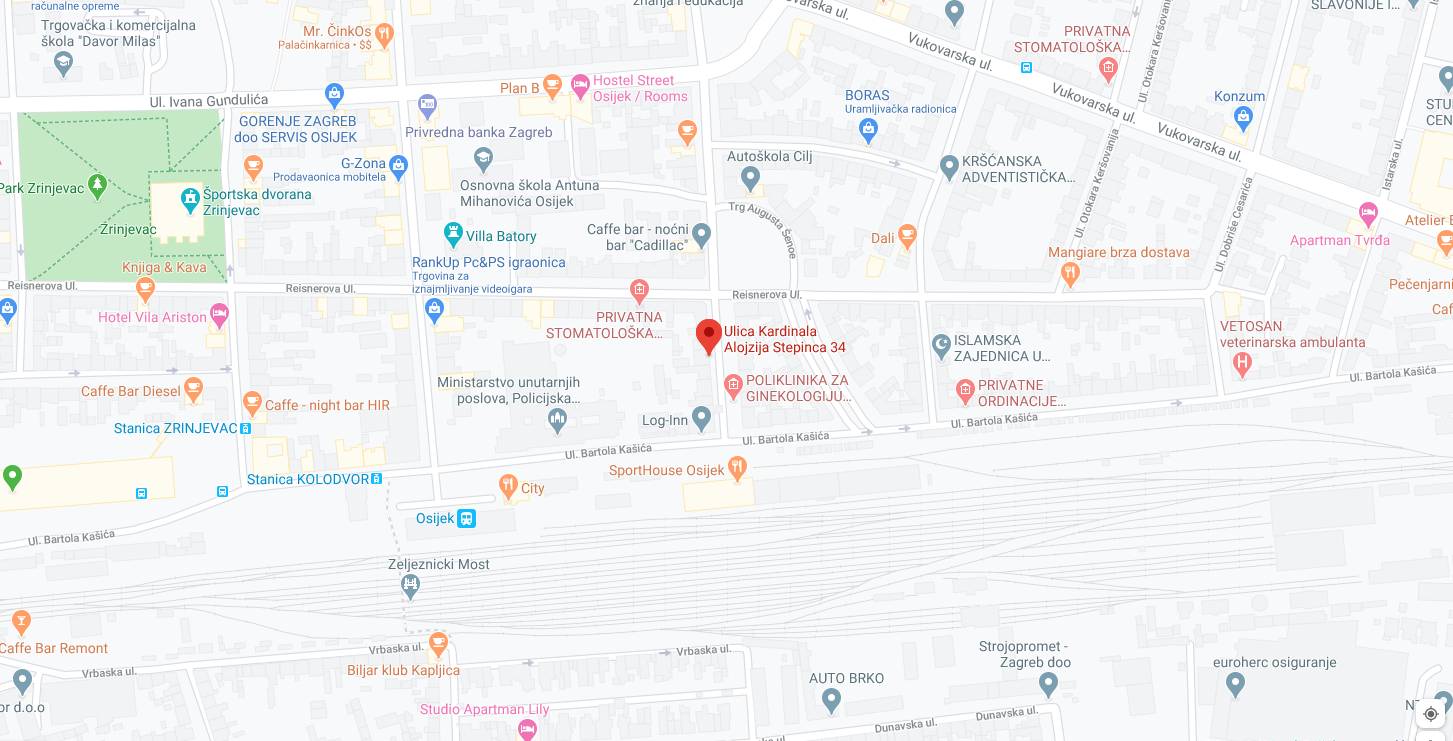 računalne opreme
Trgovačka i komercijalna
škola "Davor Milas"
Mr. ČinkOs
Palačinkarnica • $$
znanja i edukacija
Vukovarska ul.
Vukovarska ul.
PRIVATNA
STOMATOLOŠKA...
Ul. Otokara Keršovanija
SLAVONIJE I...
Ul. Ivana Gundulića
Plan B
Hostel Street
Osijek / Rooms
BORAS
Uramljivačka radionica
Vukovarska ul.
Konzum
GORENJE ZAGREB
doo SERVIS OSIJEK
Privredna banka Zagreb
Vukovarska ul.
G-Zona
Prodavaonica mobitela
Autoškola Cilj
KRŠĆANSKA
ADVENTISTIČKA...
Ul. Otokara Keršovanija
Istarska ul.
Park Zrinjevac
Športska dvorana
Zrinjevac
Zrinjevac
Osnovna škola Antuna
Mihanovića Osijek
Trg Augusta Šenoe
Ul. Dobriše Cesarića
Villa Batory
Caffe bar - noćni
bar "Cadillac"
Dali
Apartman Tvrđa
Mangiare brza dostava
Knjiga & Kava
RankUp Pc&PS igraonica
Trgovina za
iznajmljivanje videoigara
Reisnerova Ul.
Reisnerova Ul.
Reisnerova Ul.
Hotel Vila Ariston
PRIVATNA
STOMATOLOŠKA...
Ulica Kardinala
Alojzija Stepinca 34
ISLAMSKA
ZAJEDNICA U...
VETOSAN
veterinarska ambulanta
Ul. Bartola Kašića
Caffe Bar Diesel
Caffe - night bar HIR
Ministarstvo unutarnjih
poslova, Policijska...
POLIKLINIKA ZA
GINEKOLOGIJU...
PRIVATNE
ORDINACIJE...
Stanica ZRINJEVAC
Log-Inn
Ul. Bartola Kašića
Ul. Bartola Kašića
Ul. Bartola Kašića
Stanica KOLODVOR
SportHouse Osijek
City
Osijek
Ul. Bartola Kašića
Zeljeznicki Most
Caffe Bar Remont
Vrbaska ul.
Vrbaska ul.
Vrbaska ul.
Biljar klub Kapljica
Strojopromet -
Zagreb doo
euroherc osiguranje
AUTO BRKO
d.o.o
Studio Apartman Lily
Dunavska ul.
Dunavska ul.